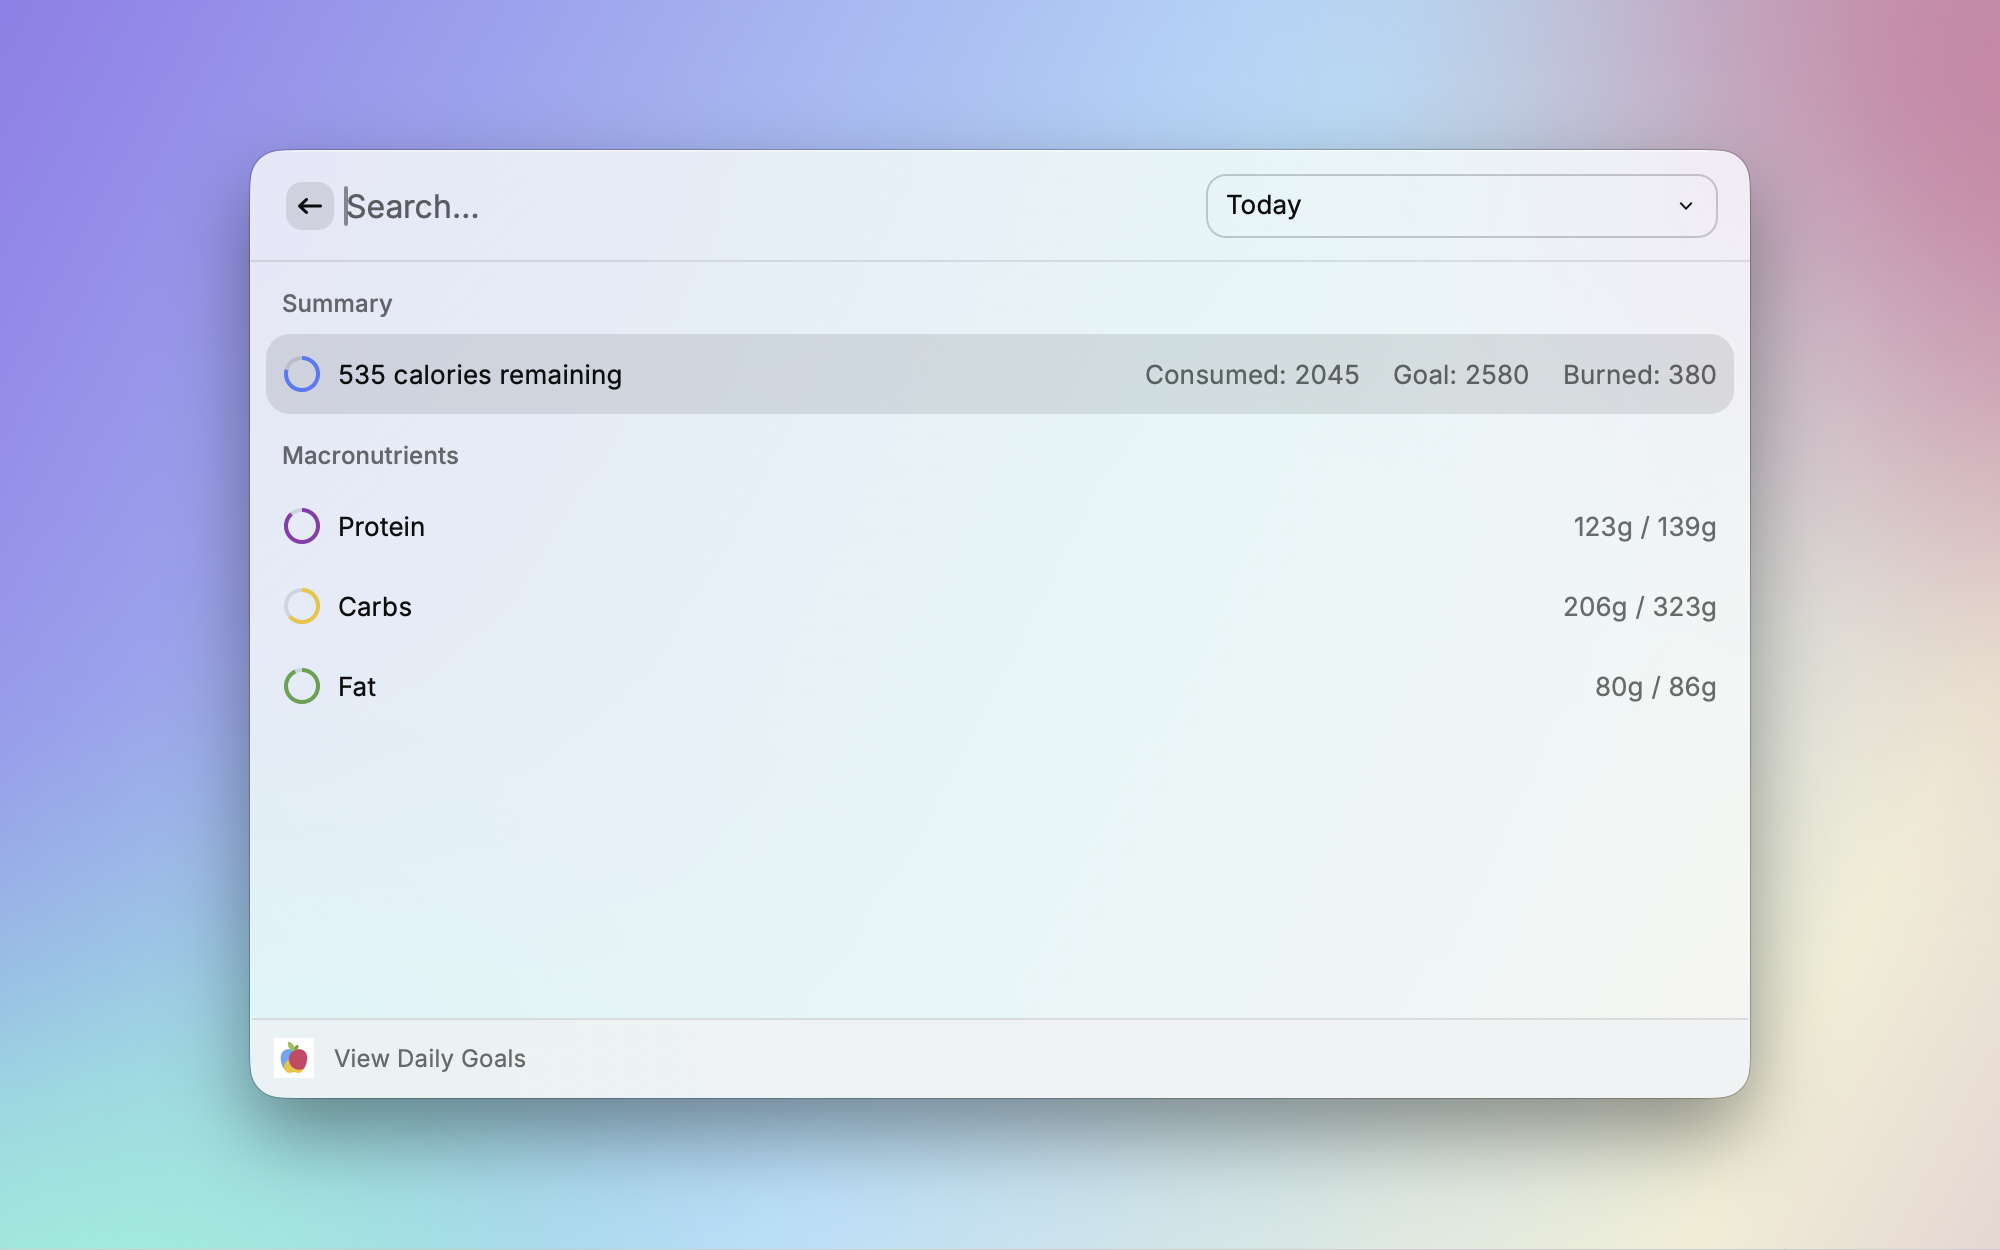 Search...
Today
Summary
535 calories remaining
Consumed: 2045
Goal: 2580
Burned: 380
Macronutrients
Protein
123g / 139g
Carbs
206g / 323g
Fat
80g / 86g
View Daily Goals